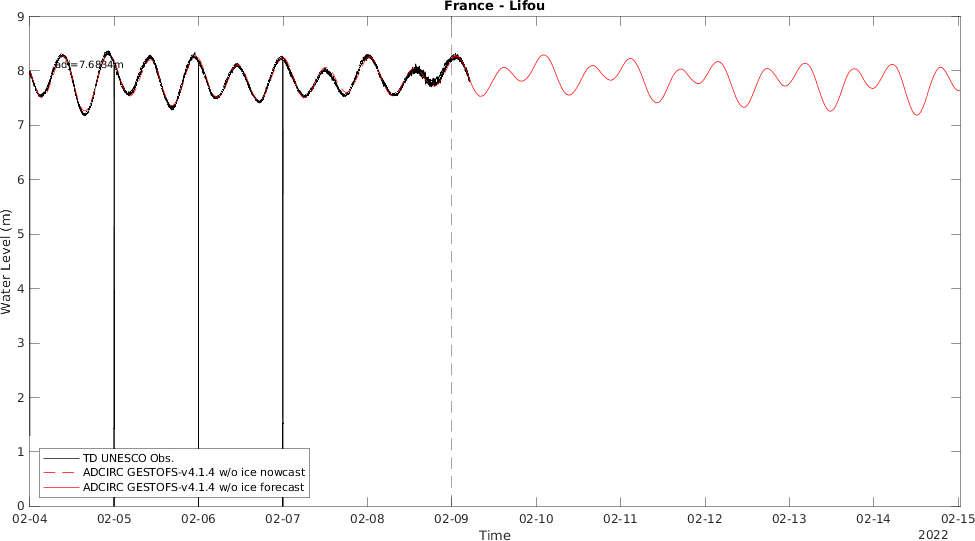 France - Lifou
9
8
7
6
5
4
3
2
1
0
Water Level (m)
adj=7.6834m
TD UNESCO Obs.
ADCIRC GESTOFS-v4.1.4 w/o ice nowcast
ADCIRC GESTOFS-v4.1.4 w/o ice forecast
02-04 02-05 02-06 02-07 02-08 02-09 02-10 02-11 02-12 02-13 02-14 02-15
Time
2022